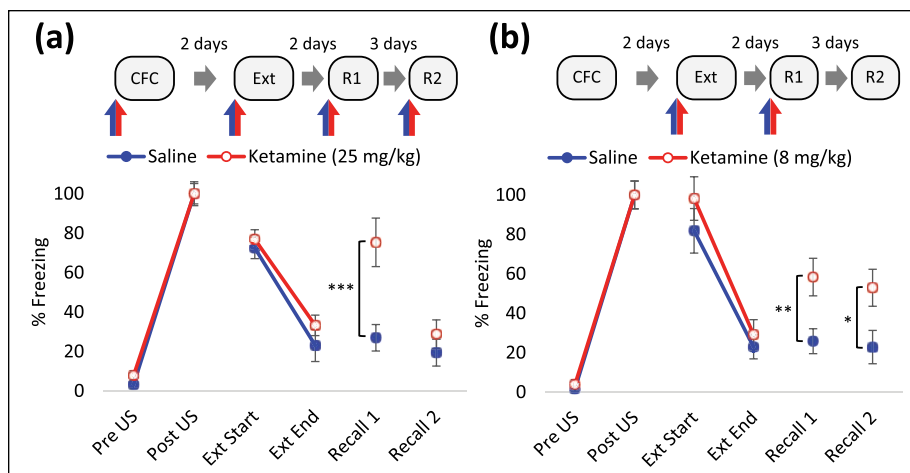 (a)
2 days
2 days
3 days
CFC
Ext
R1
R2
Saline
Ketamine (25 mg/kg)
% Freezing
100
80
60
40
20
0
***
Pre US
Post US
Ext Start
Ext End
Recall 1
Recall 2
(b)
2 days
2 days
3 days
CFC
Ext
R1
R2
Saline
Ketamine (8 mg/kg)
% Freezing
100
80
60
40
20
0
**
*
Pre US
Post US
Ext Start
Ext End
Recall 1
Recall 2